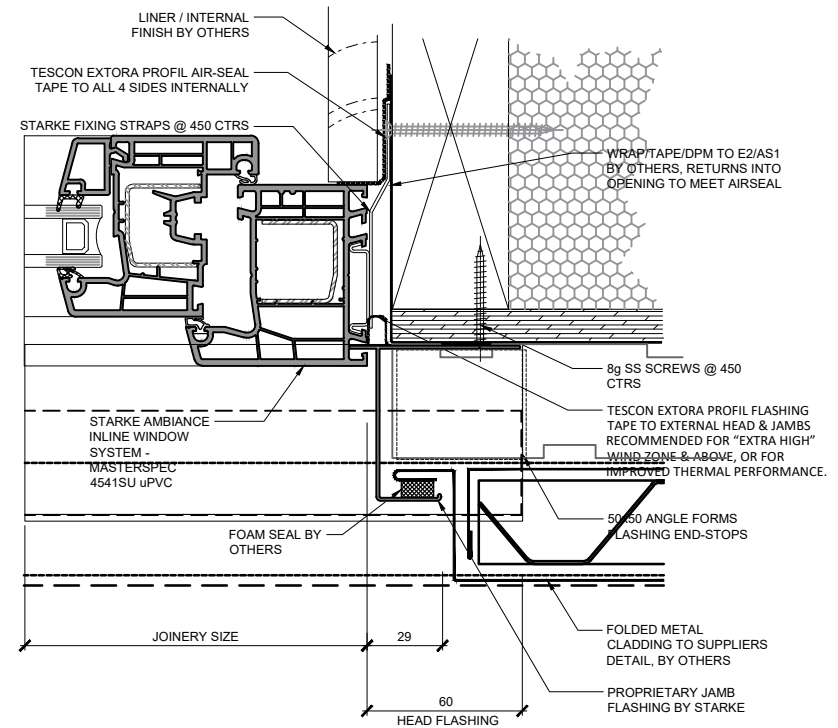 LINER / INTERNAL
FINISH BY OTHERS
TESCON EXTORA PROFIL AIR-SEAL
TAPE TO ALL 4 SIDES INTERNALLY
STARKE FIXING STRAPS @ 450 CTRS
WRAP/TAPE/DPM TO E2/AS1
BY OTHERS, RETURNS INTO
OPENING TO MEET AIRSEAL
8g SS SCREWS @ 450
CTRS
TESCON EXTORA PROFIL FLASHING
TAPE TO EXTERNAL HEAD & JAMBS
RECOMMENDED FOR “EXTRA HIGH”
WIND ZONE & ABOVE, OR FOR
IMPROVED THERMAL PERFORMANCE.
STARKE AMBIANCE
INLINE WINDOW
SYSTEM -
MASTERSPEC
4541SU uPVC
FOAM SEAL BY
OTHERS
50x50 ANGLE FORMS
FLASHING END-STOPS
JOINERY SIZE
29
FOLDED METAL
CLADDING TO SUPPLIERS
DETAIL, BY OTHERS
60
HEAD FLASHING
PROPRIETARY JAMB
FLASHING BY STARKE